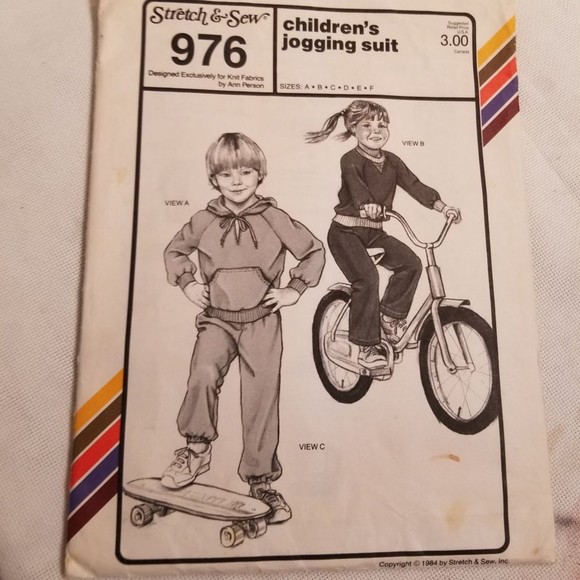 Stretch & Sew®
976
Designed Exclusively for Knit Fabrics
by Ann Person
children's
jogging suit
SIZES: A • B • C • D • E • F
Suggested
Retail Price
U.S.A.
3.00
Canada
VIEW A
VIEW B
VIEW C
Copyright © 1984 by Stretch & Sew, Inc.